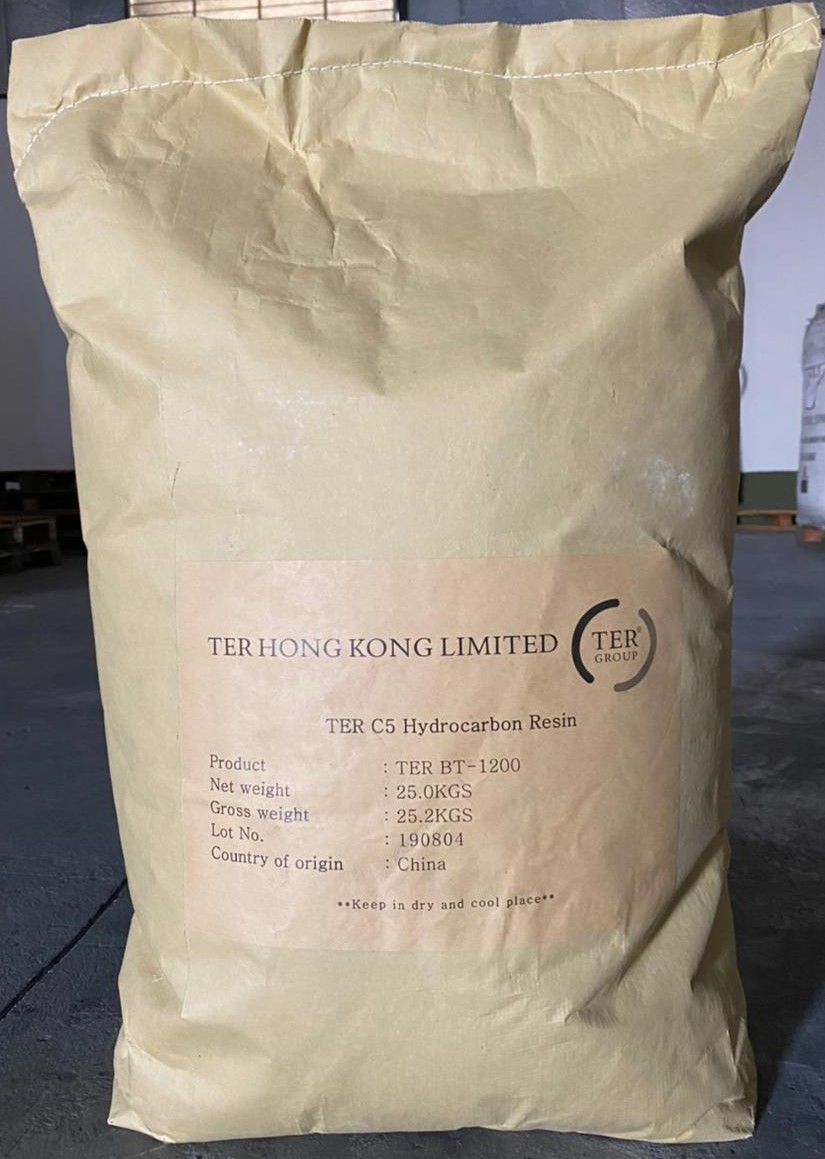 TER HONG KONG LIMITED
TER®
GROUP
TER C5 Hydrocarbon Resin
Product : TER BT-1200
Net weight : 25.0KGS
Gross weight : 25.2KGS
Lot No. : 190804
Country of origin : China
**Keep in dry and cool place**